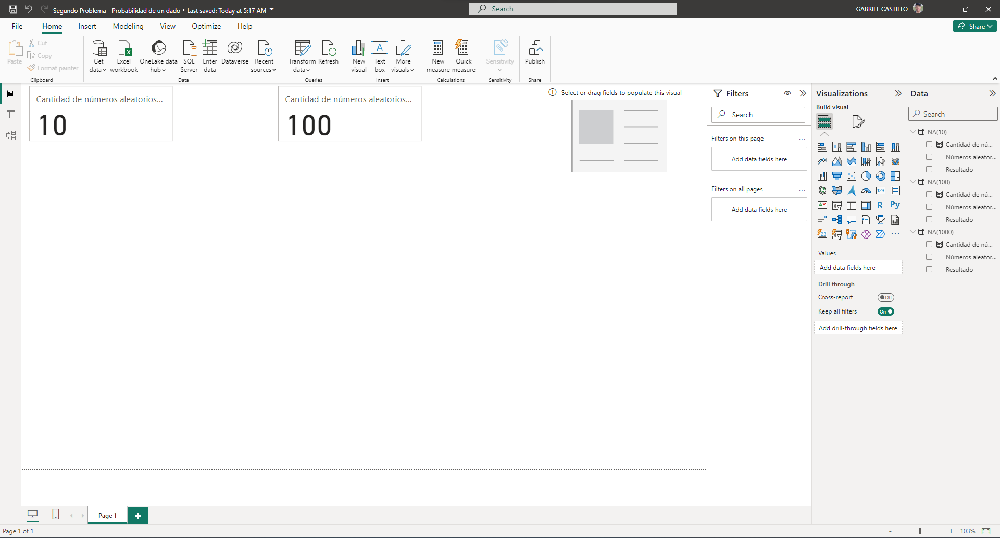 Segundo Problema _ Probabilidad de un dado • Last saved: Today at 5:17 AM
Search
GABRIEL CASTILLO
File
Home
Insert
Modeling
View
Optimize
Help
Share
Paste
Cut
Copy
Format painter
Clipboard
Get data
Excel workbook
OneLake data hub
SQL Server
Enter data
Dataverse
Recent sources
Data
Transform data
Refresh
Queries
New visual
Text box
More visuals
Insert
New measure
Quick measure
Calculations
Sensitivity
Sensitivity
Publish
Share
Cantidad de números aleatorios...
10
Cantidad de números aleatorios...
100
Select or drag fields to populate this visual
Filters
Search
Filters on this page
...
Add data fields here
Filters on all pages
...
Add data fields here
Visualizations
Build visual
123
R
Py
123
...
Values
Add data fields here
Drill through
Cross-report
Off
Keep all filters
On
Add drill-through fields here
Data
Search
NA(10)
Cantidad de nú...
Números aleator...
Resultado
NA(100)
Cantidad de nú...
Números aleator...
Resultado
NA(1000)
Cantidad de nú...
Números aleator...
Resultado
Page 1
+
Page 1 of 1
-
+
103%